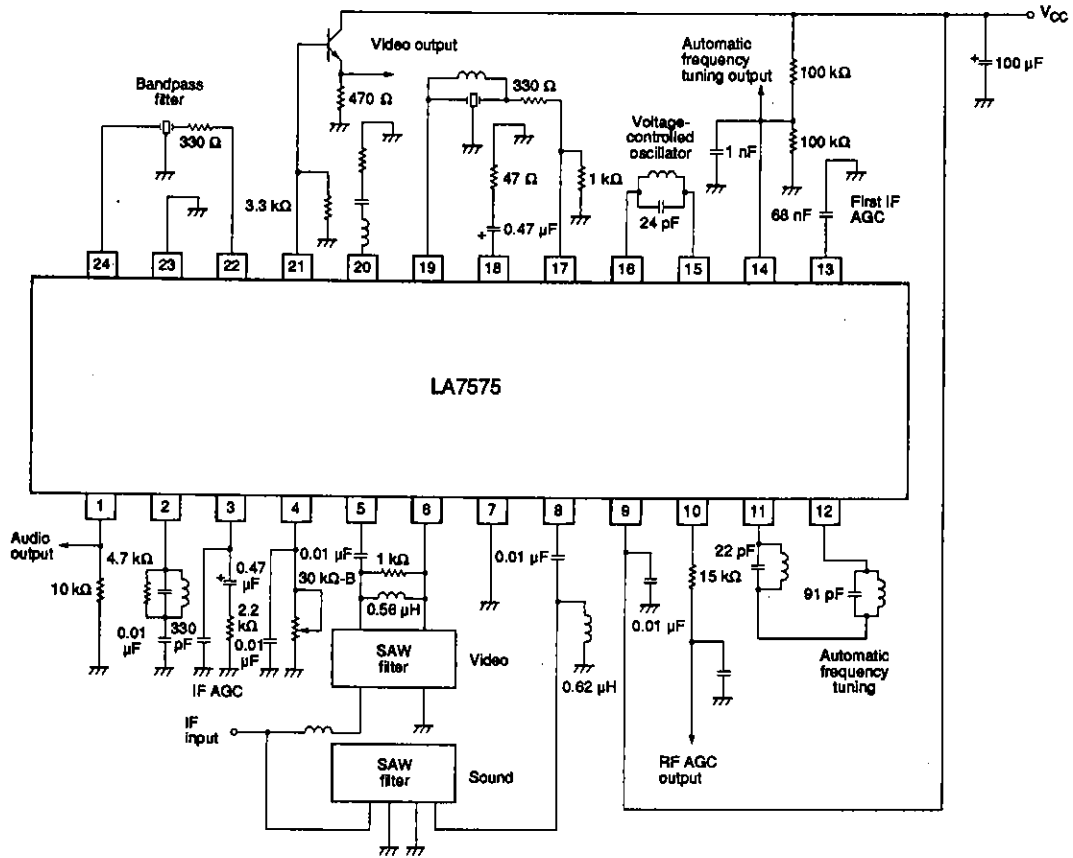 VCC
Video output
Automatic
frequency
tuning output
100 kΩ
+
100 µF
Bandpass
filter
330 Ω
470 Ω
330 Ω
Voltage-
controlled
oscillator
100 kΩ
1 nF
3.3 kΩ
47 Ω
1 kΩ
24 pF
+
0.47 µF
68 nF
First IF
AGC
24
23
22
21
20
19
18
17
16
15
14
13
LA7575
1
2
3
4
5
6
7
8
9
10
11
12
Audio
output
4.7 kΩ
10 kΩ
0.01
µF
330
pF
+
0.47
µF
2.2
kΩ
0.01
µF
IF AGC
30 kΩ-B
0.01 µF
1 kΩ
0.56 µH
SAW
filter
Video
0.01 µF
0.62 µH
0.01 µF
15 kΩ
22 pF
91 pF
Automatic
frequency
tuning
IF
input
SAW
filter
Sound
RF AGC
output